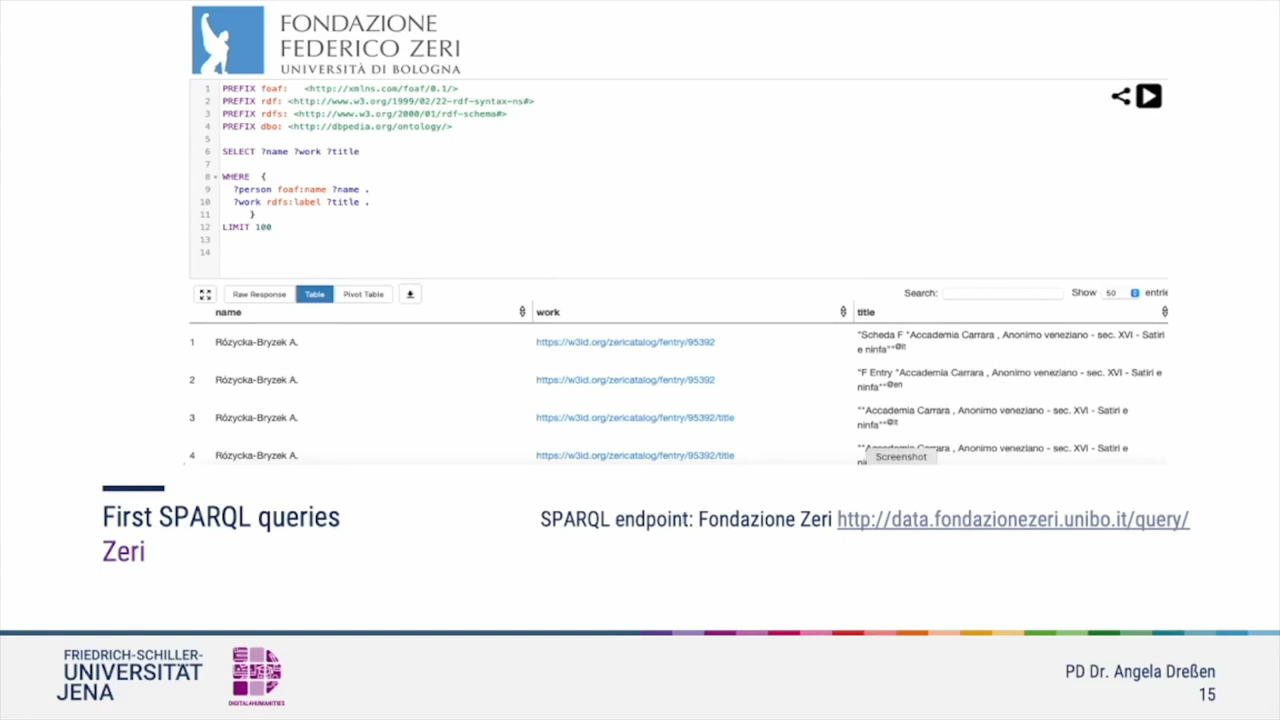 FONDAZIONE
FEDERICO ZERI
UNIVERSITÀ DI BOLOGNA
1 PREFIX foaf: <http://xmlns.com/foaf/0.1/>
2 PREFIX rdf: <http://www.w3.org/1999/02/22-rdf-syntax-ns#>
3 PREFIX rdfs: <http://www.w3.org/2000/01/rdf-schema#>
4 PREFIX dbo: <http://dbpedia.org/ontology/>
5
6 SELECT ?name ?work ?title
7
8 WHERE {
9 ?person foaf:name ?name .
10 ?work rdfs:label ?title .
11 }
12 LIMIT 100
13
14
Raw Response Table Pivot Table Search: Show 50 entrie
name work title
1 Różycka-Bryzek A. https://w3id.org/zericatalog/fentry/95392 "Scheda F "Accademia Carrara , Anonimo veneziano - sec. XVI - Satiri
e ninfa""@it
2 Różycka-Bryzek A. https://w3id.org/zericatalog/fentry/95392 "F Entry "Accademia Carrara , Anonimo veneziano - sec. XVI - Satiri e
ninfa""@en
3 Różycka-Bryzek A. https://w3id.org/zericatalog/fentry/95392/title ""Accademia Carrara , Anonimo veneziano - sec. XVI - Satiri e
ninfa""@it
4 Różycka-Bryzek A. https://w3id.org/zericatalog/fentry/95392/title ""Accademia Carrara , Anonimo veneziano - sec. XVI - Satiri e
Screenshot
First SPARQL queries
Zeri
SPARQL endpoint: Fondazione Zeri http://data.fondazionezeri.unibo.it/query/
FRIEDRICH-SCHILLER-
UNIVERSITÄT
JENA
DIGITAL4HUMANITIES
PD Dr. Angela Dreßen
15